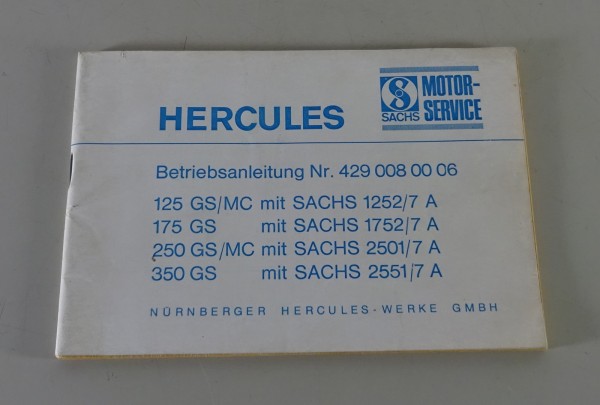 HERCULES
SACHS
MOTOR-
SERVICE
Betriebsanleitung Nr. 429 008 00 06
125 GS/MC mit SACHS 1252/7 A
175 GS mit SACHS 1752/7 A
250 GS/MC mit SACHS 2501/7 A
350 GS mit SACHS 2551/7 A
NÜRNBERGER HERCULES-WERKE GMBH